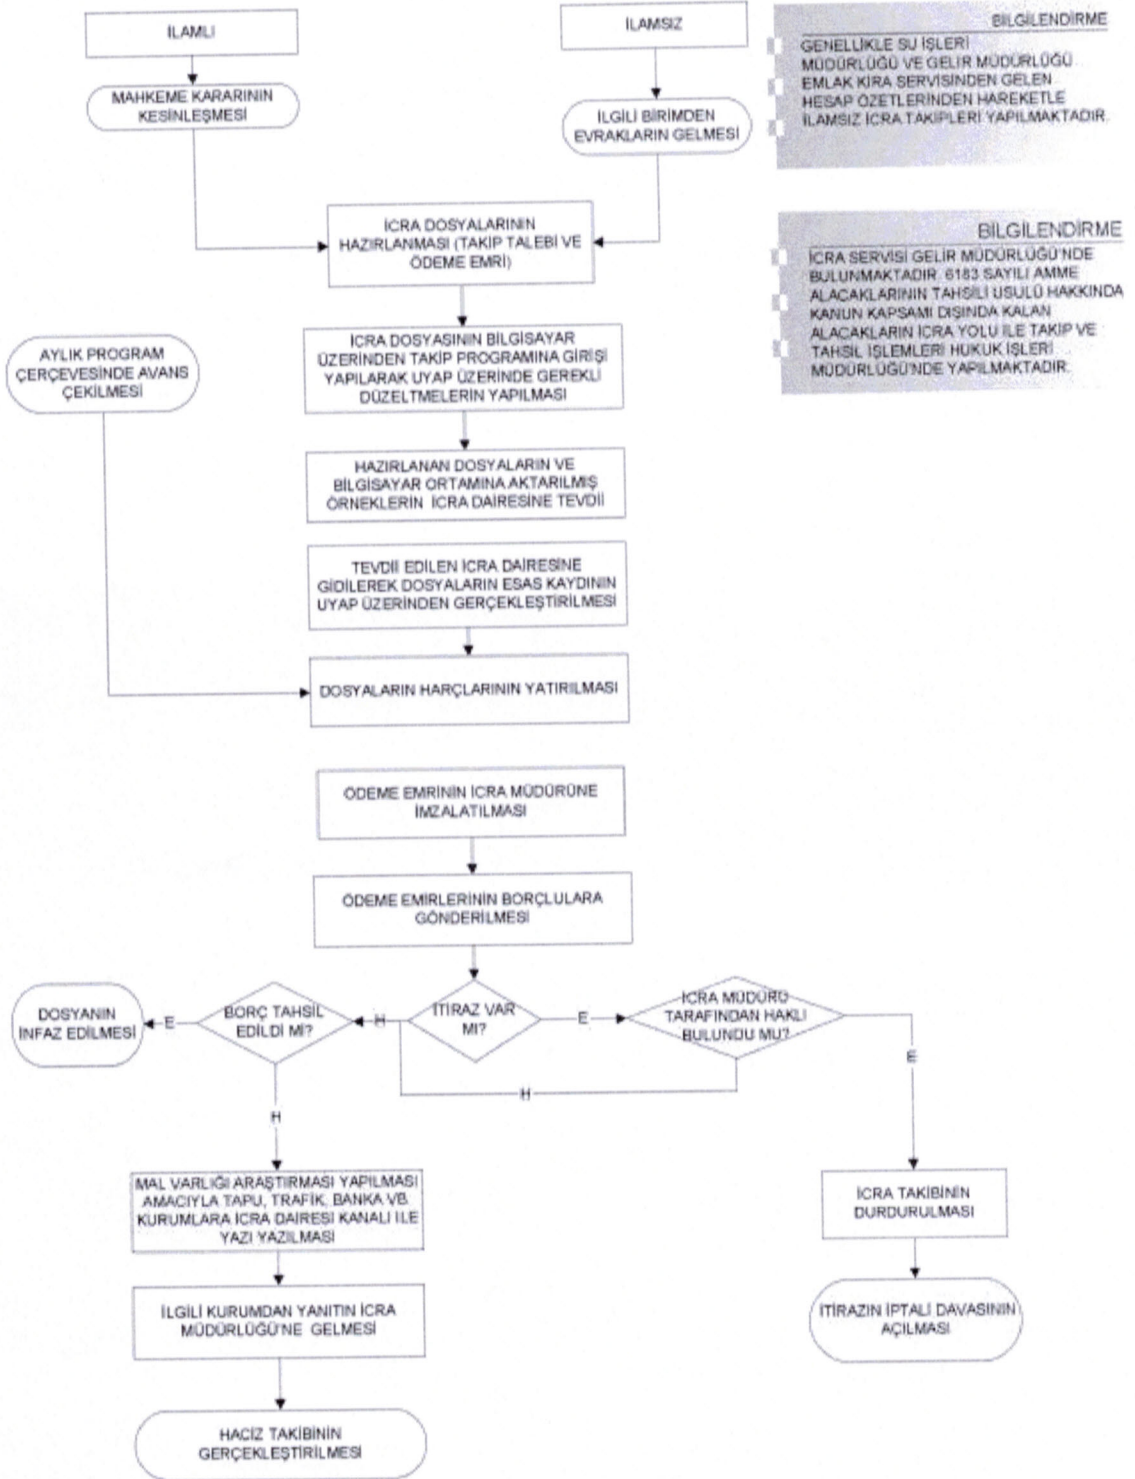 İLAMLI
İLAMSIZ
BİLGİLENDİRME
GENELLİKLE SU İŞLERİ
MÜDÜRLÜĞÜ VE GELİR MÜDÜRLÜĞÜ
EMLAK KİRA SERVİSİNDEN GELEN
HESAP ÖZETLERİNDEN HAREKETLE
İLAMSIZ İCRA TAKİPLERİ YAPILMAKTADIR.
MAHKEME KARARININ
KESİNLEŞMESİ
İLGİLİ BİRİMDEN
EVRAKLARIN GELMESİ
İCRA DOSYALARININ
HAZIRLANMASI (TAKİP TALEBİ VE
ÖDEME EMRİ)
BİLGİLENDİRME
İCRA SERVİSİ GELİR MÜDÜRLÜĞÜ'NDE
BULUNMAKTADIR. 6183 SAYILI AMME
ALACAKLARININ TAHSİLİ USULÜ HAKKINDA
KANUN KAPSAMI DIŞINDA KALAN
ALACAKLARIN İCRA YOLU İLE TAKİP VE
TAHSİL İŞLEMLERİ HUKUK İŞLERİ
MÜDÜRLÜĞÜ'NDE YAPILMAKTADIR.
AYLIK PROGRAM
ÇERÇEVESİNDE AVANS
ÇEKİLMESİ
İCRA DOSYASININ BİLGİSAYAR
ÜZERİNDEN TAKİP PROGRAMINA GİRİŞİ
YAPILARAK UYAP ÜZERİNDE GEREKLİ
DÜZELTMELERİN YAPILMASI
HAZIRLANAN DOSYALARIN VE
BİLGİSAYAR ORTAMINA AKTARILMIŞ
ÖRNEKLERİN İCRA DAİRESİNE TEVDİİ
TEVDİİ EDİLEN İCRA DAİRESİNE
GİDİLEREK DOSYALARIN ESAS KAYDININ
UYAP ÜZERİNDEN GERÇEKLEŞTİRİLMESİ
DOSYALARIN HARÇLARININ YATIRILMASI
ÖDEME EMRİNİN İCRA MÜDÜRÜNE
İMZALATILMASI
ÖDEME EMİRLERİNİN BORÇLULARA
GÖNDERİLMESİ
DOSYANIN
İNFAZ EDİLMESİ
E
BORÇ TAHSİL
EDİLDİ Mİ?
H
İTİRAZ VAR
MI?
E
İCRA MÜDÜRÜ
TARAFINDAN HAKLI
BULUNDU MU?
E
H
H
MAL VARLIĞI ARAŞTIRMASI YAPILMASI
AMACIYLA TAPU, TRAFİK, BANKA VB.
KURUMLARA İCRA DAİRESİ KANALI İLE
YAZI YAZILMASI
İCRA TAKİBİNİN
DURDURULMASI
İLGİLİ KURUMDAN YANITIN İCRA
MÜDÜRLÜĞÜ'NE GELMESİ
İTİRAZIN İPTALİ DAVASININ
AÇILMASI
HACİZ TAKİBİNİN
GERÇEKLEŞTİRİLMESİ